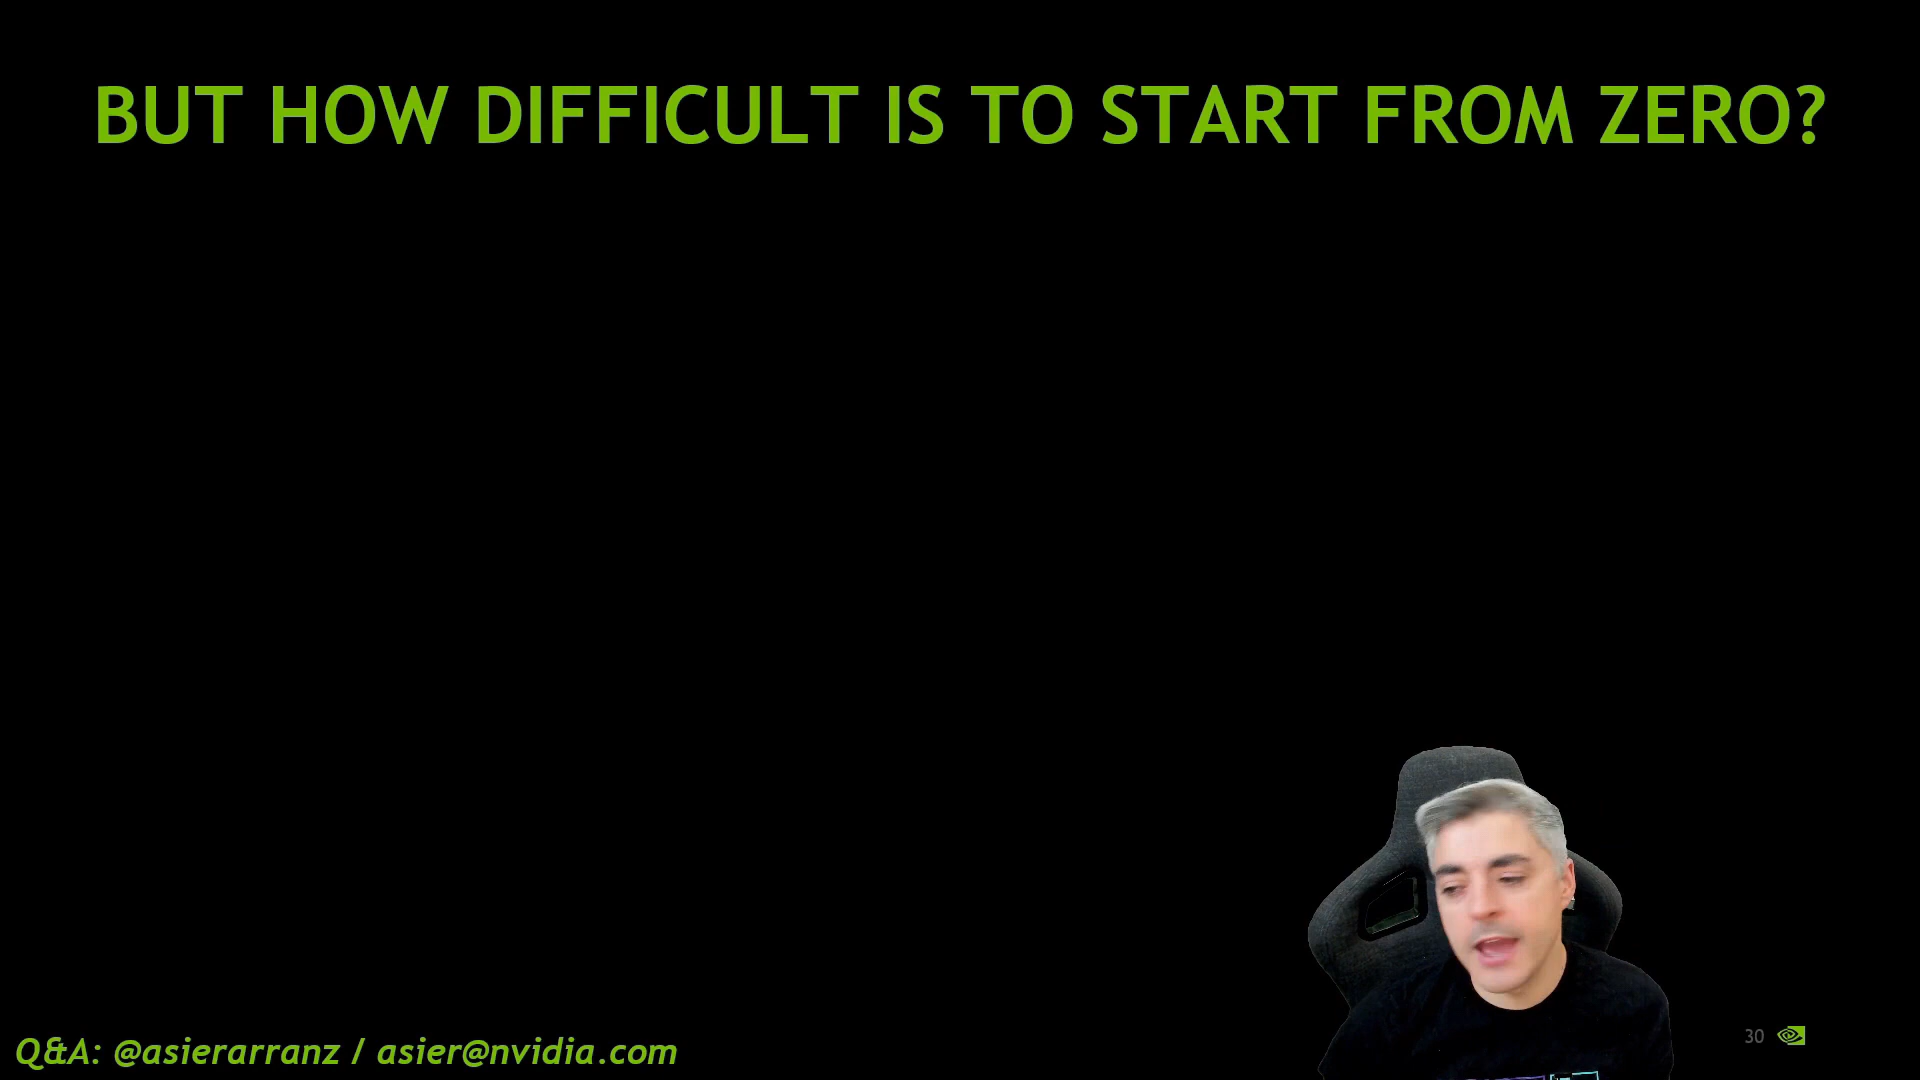 BUT HOW DIFFICULT IS TO START FROM ZERO?
Q&A: @asierarranz / asier@nvidia.com
30